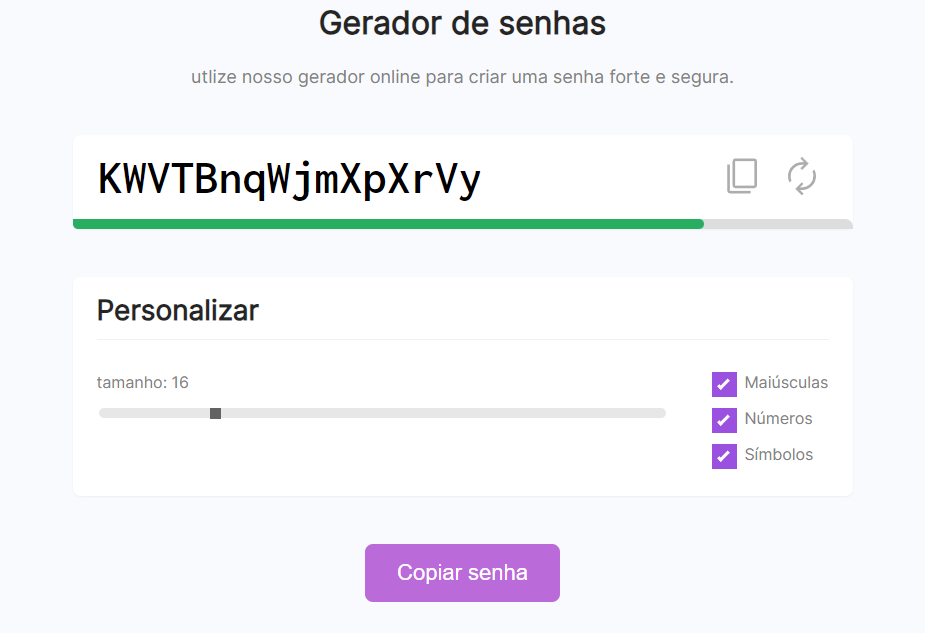 Gerador de senhas
utlize nosso gerador online para criar uma senha forte e segura.
KWVTBnqWjmXpXrVy
Personalizar
tamanho: 16
Maiúsculas
Números
Símbolos
Copiar senha